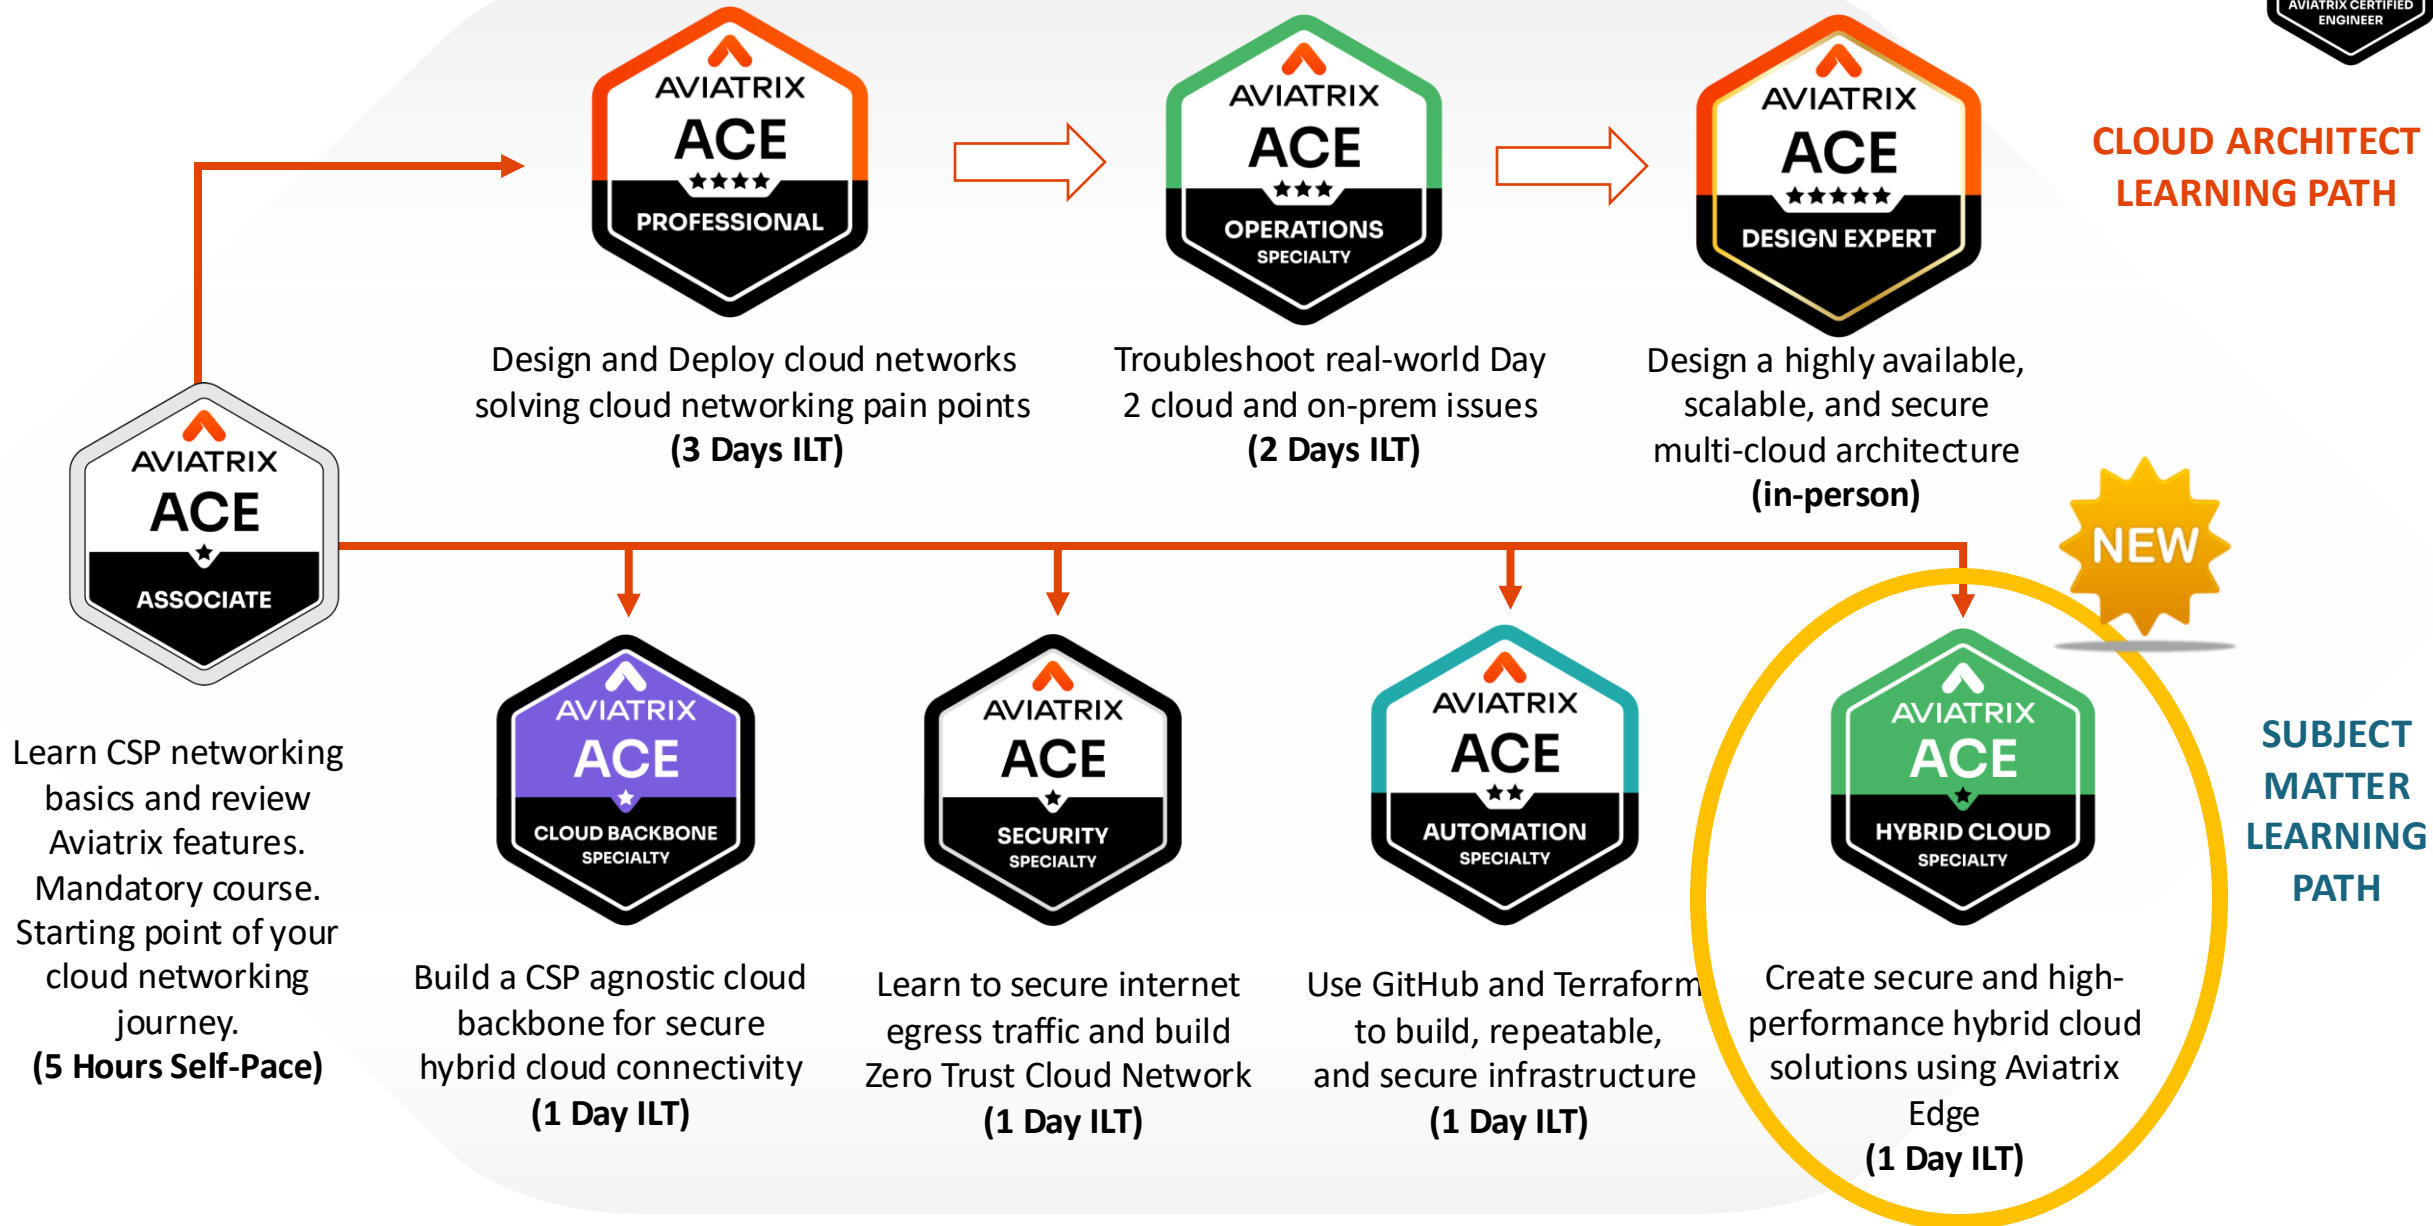 AVIATRIX CERTIFIED
ENGINEER
AVIATRIX
ACE
PROFESSIONAL
AVIATRIX
ACE
OPERATIONS
SPECIALTY
AVIATRIX
ACE
DESIGN EXPERT
CLOUD ARCHITECT
LEARNING PATH
Design and Deploy cloud networks
solving cloud networking pain points
(3 Days ILT)
Troubleshoot real-world Day
2 cloud and on-prem issues
(2 Days ILT)
Design a highly available,
scalable, and secure
multi-cloud architecture
(in-person)
AVIATRIX
ACE
ASSOCIATE
Learn CSP networking
basics and review
Aviatrix features.
Mandatory course.
Starting point of your
cloud networking
journey.
(5 Hours Self-Pace)
NEW
AVIATRIX
ACE
CLOUD BACKBONE
SPECIALTY
Build a CSP agnostic cloud
backbone for secure
hybrid cloud connectivity
(1 Day ILT)
AVIATRIX
ACE
SECURITY
SPECIALTY
Learn to secure internet
egress traffic and build
Zero Trust Cloud Network
(1 Day ILT)
AVIATRIX
ACE
AUTOMATION
SPECIALTY
Use GitHub and Terraform
to build, repeatable,
and secure infrastructure
(1 Day ILT)
AVIATRIX
ACE
HYBRID CLOUD
SPECIALTY
Create secure and high-
performance hybrid cloud
solutions using Aviatrix
Edge
(1 Day ILT)
SUBJECT
MATTER
LEARNING
PATH